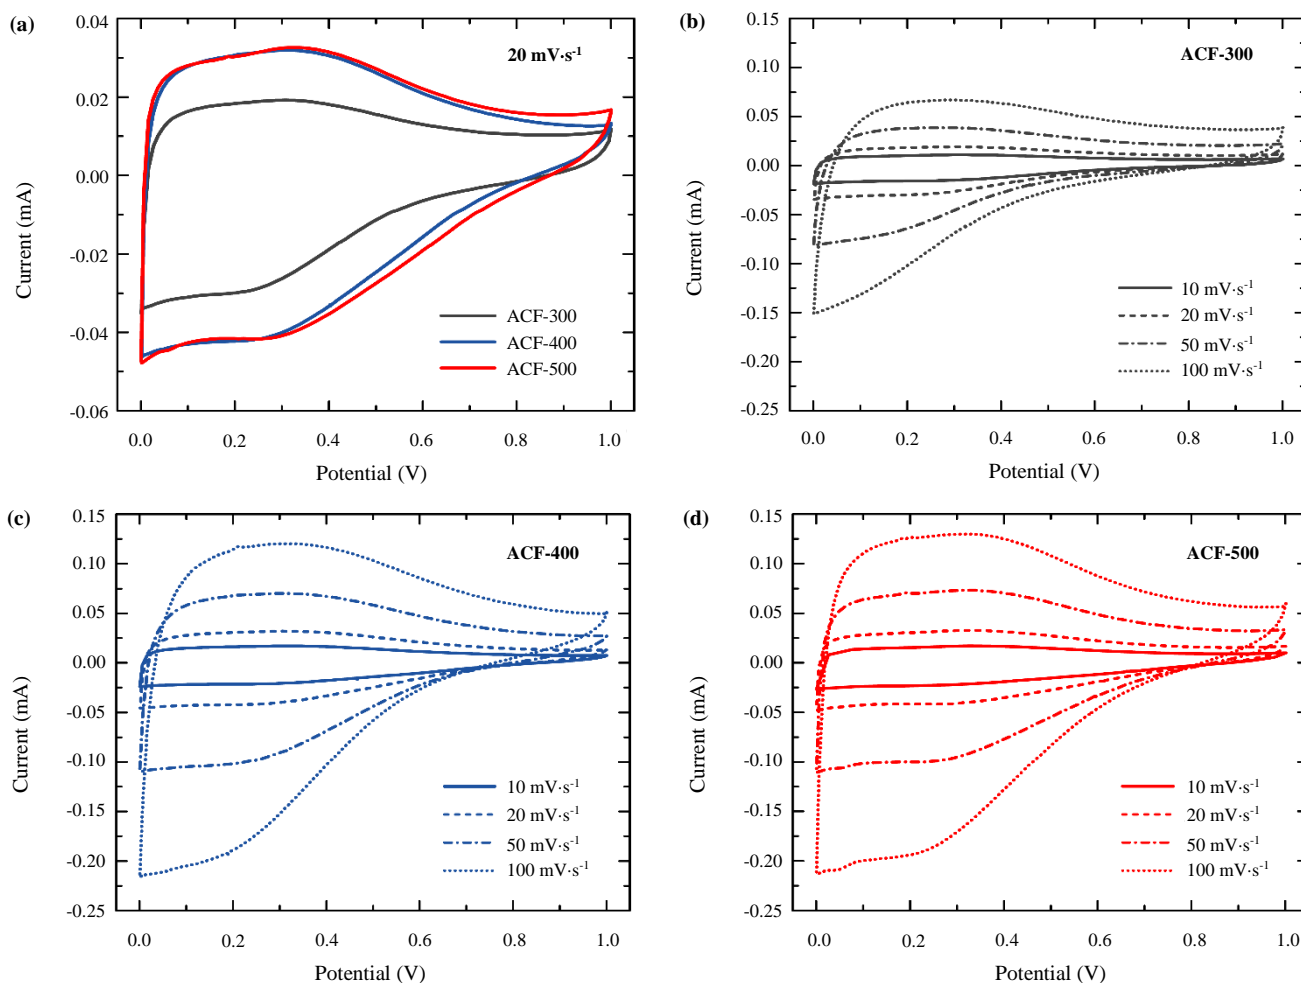 (a)
20 mV·s⁻¹
Current (mA)
0.04
0.02
0.00
-0.02
-0.04
-0.06
ACF-300
ACF-400
ACF-500
0.0 0.2 0.4 0.6 0.8 1.0
Potential (V)
(b)
ACF-300
Current (mA)
0.15
0.10
0.05
0.00
-0.05
-0.10
-0.15
-0.20
-0.25
10 mV·s⁻¹
20 mV·s⁻¹
50 mV·s⁻¹
100 mV·s⁻¹
0.0 0.2 0.4 0.6 0.8 1.0
Potential (V)
(c)
ACF-400
Current (mA)
0.15
0.10
0.05
0.00
-0.05
-0.10
-0.15
-0.20
-0.25
10 mV·s⁻¹
20 mV·s⁻¹
50 mV·s⁻¹
100 mV·s⁻¹
0.0 0.2 0.4 0.6 0.8 1.0
Potential (V)
(d)
ACF-500
Current (mA)
0.15
0.10
0.05
0.00
-0.05
-0.10
-0.15
-0.20
-0.25
10 mV·s⁻¹
20 mV·s⁻¹
50 mV·s⁻¹
100 mV·s⁻¹
0.0 0.2 0.4 0.6 0.8 1.0
Potential (V)